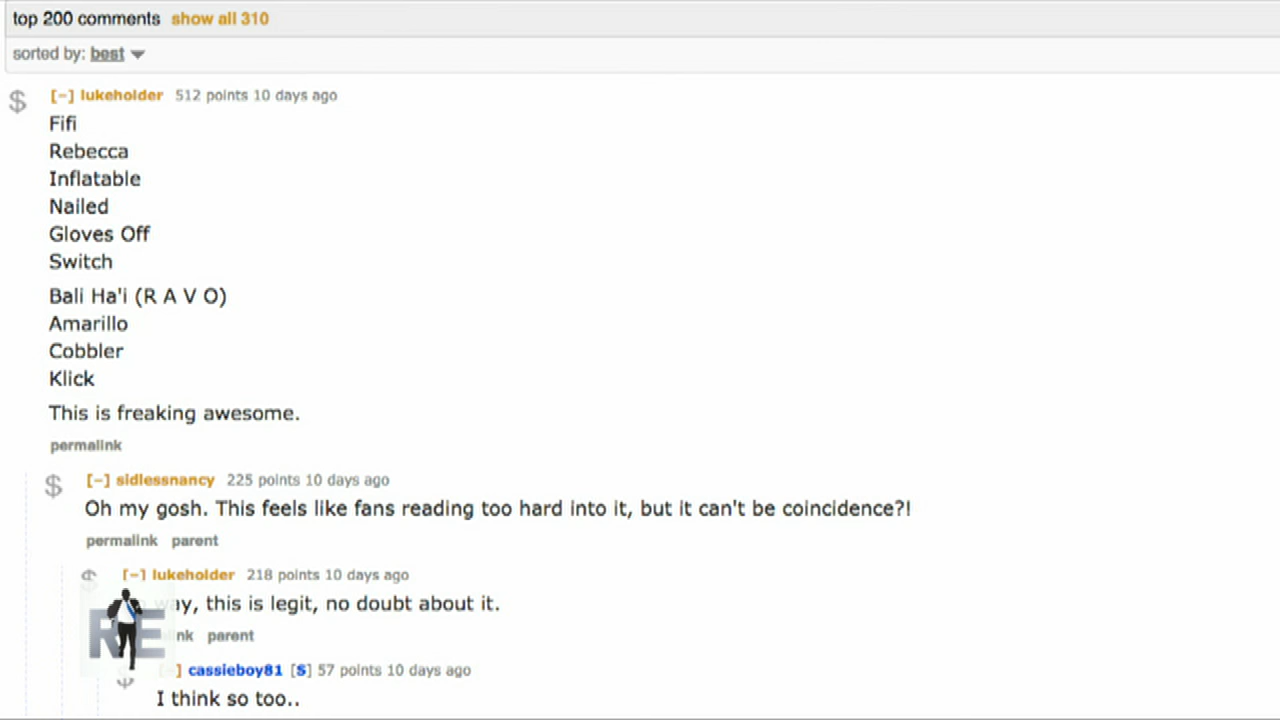 top 200 comments show all 310
sorted by: best
$ [−] lukeholder 512 points 10 days ago
Fifi
Rebecca
Inflatable
Nailed
Gloves Off
Switch
Bali Ha'i (R A V O)
Amarillo
Cobbler
Klick
This is freaking awesome.
permalink
$ [−] sidlessnancy 225 points 10 days ago
Oh my gosh. This feels like fans reading too hard into it, but it can't be coincidence?!
permalink parent
[−] lukeholder 218 points 10 days ago
way, this is legit, no doubt about it.
parent
RE
cassieboy81 [S] 57 points 10 days ago
I think so too..